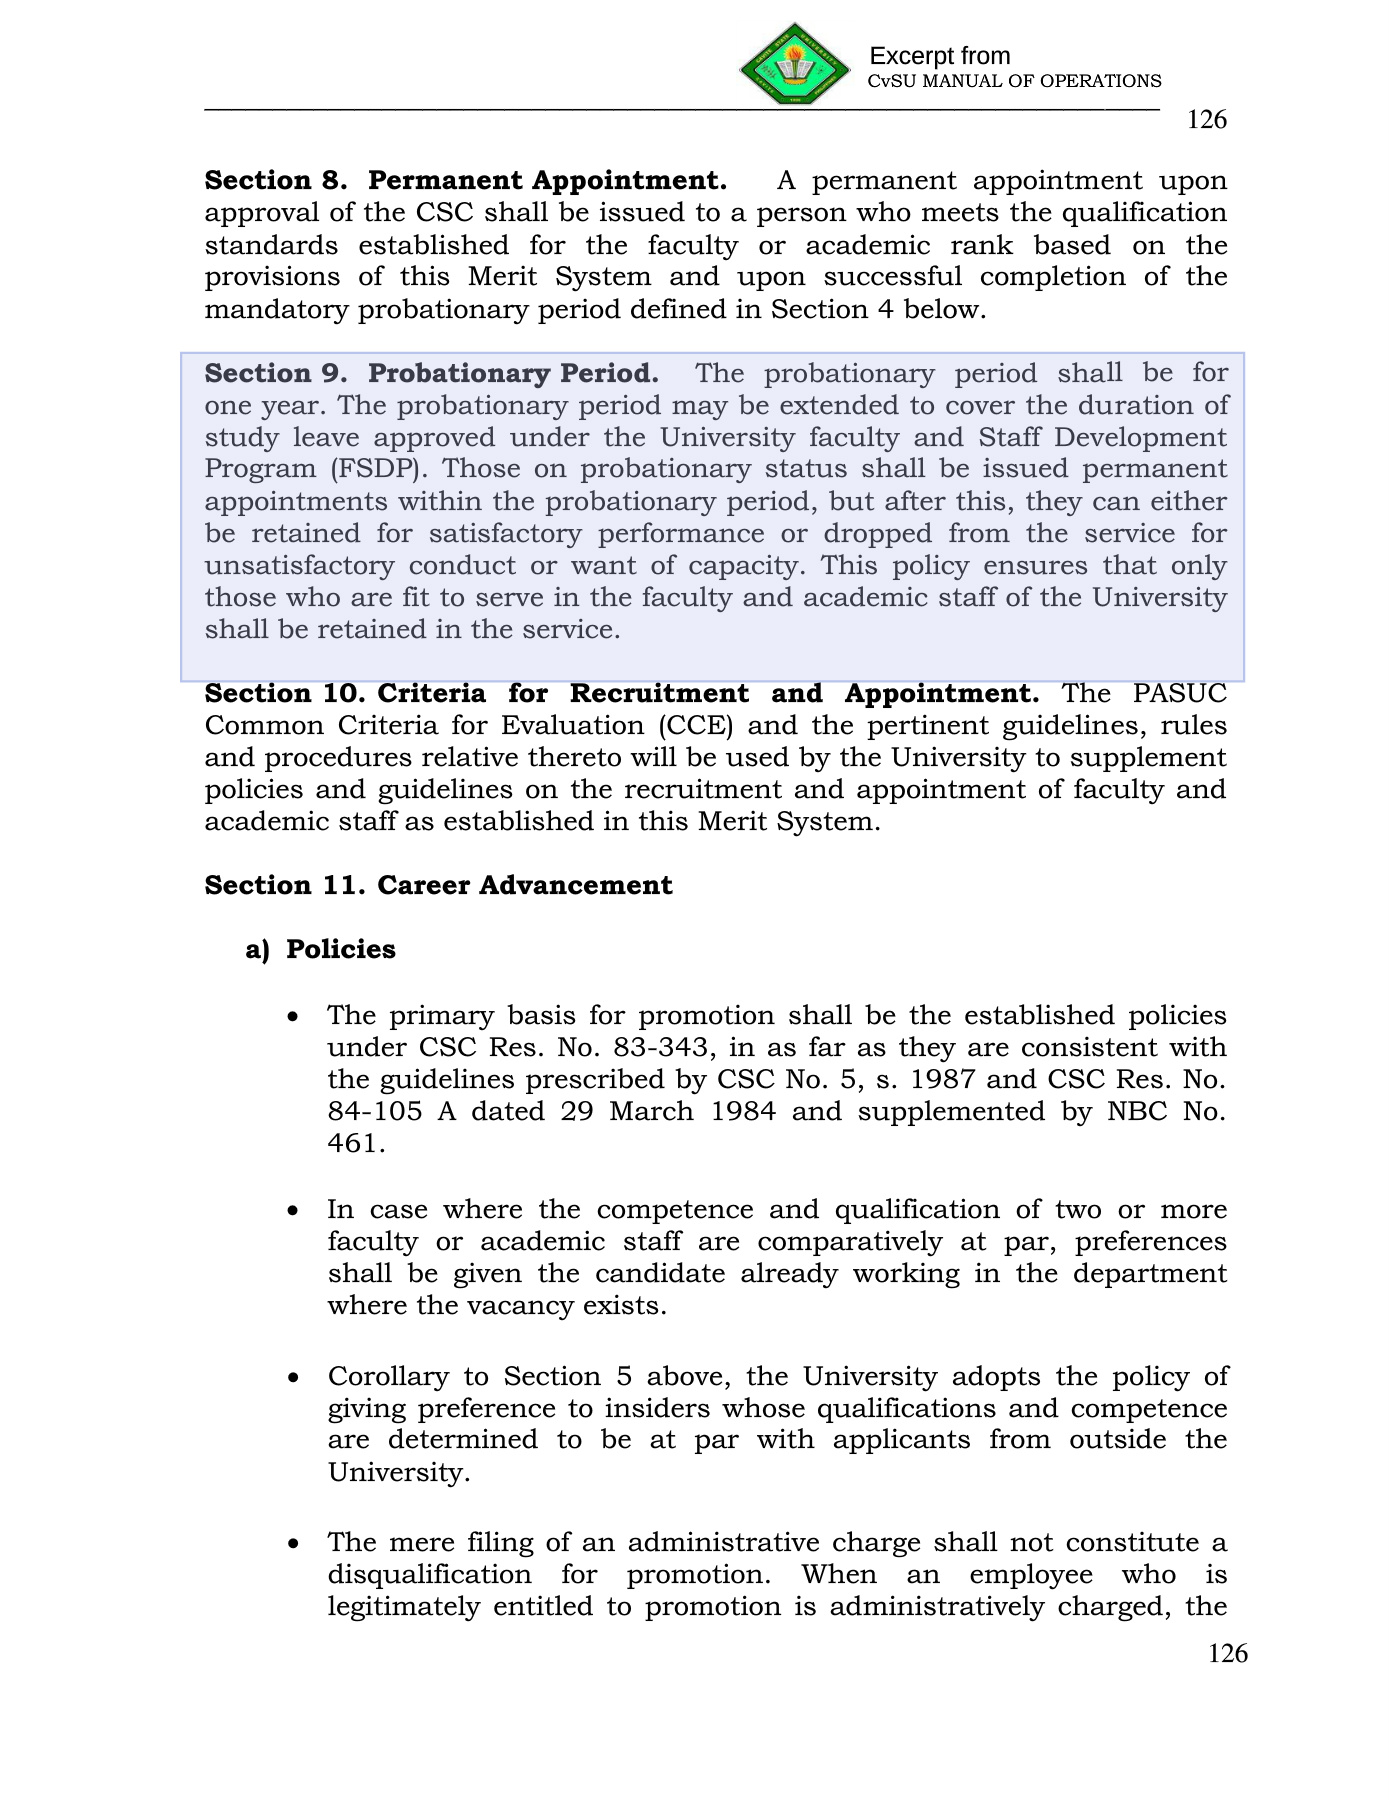 Excerpt from
CvSU MANUAL OF OPERATIONS
126
Section 8. Permanent Appointment. A permanent appointment upon
approval of the CSC shall be issued to a person who meets the qualification
standards established for the faculty or academic rank based on the
provisions of this Merit System and upon successful completion of the
mandatory probationary period defined in Section 4 below.
Section 9. Probationary Period. The probationary period shall be for
one year. The probationary period may be extended to cover the duration of
study leave approved under the University faculty and Staff Development
Program (FSDP). Those on probationary status shall be issued permanent
appointments within the probationary period, but after this, they can either
be retained for satisfactory performance or dropped from the service for
unsatisfactory conduct or want of capacity. This policy ensures that only
those who are fit to serve in the faculty and academic staff of the University
shall be retained in the service.
Section 10. Criteria for Recruitment and Appointment. The PASUC
Common Criteria for Evaluation (CCE) and the pertinent guidelines, rules
and procedures relative thereto will be used by the University to supplement
policies and guidelines on the recruitment and appointment of faculty and
academic staff as established in this Merit System.
Section 11. Career Advancement
a) Policies
• The primary basis for promotion shall be the established policies
under CSC Res. No. 83-343, in as far as they are consistent with
the guidelines prescribed by CSC No. 5, s. 1987 and CSC Res. No.
84-105 A dated 29 March 1984 and supplemented by NBC No.
461.
• In case where the competence and qualification of two or more
faculty or academic staff are comparatively at par, preferences
shall be given the candidate already working in the department
where the vacancy exists.
• Corollary to Section 5 above, the University adopts the policy of
giving preference to insiders whose qualifications and competence
are determined to be at par with applicants from outside the
University.
• The mere filing of an administrative charge shall not constitute a
disqualification for promotion. When an employee who is
legitimately entitled to promotion is administratively charged, the
126